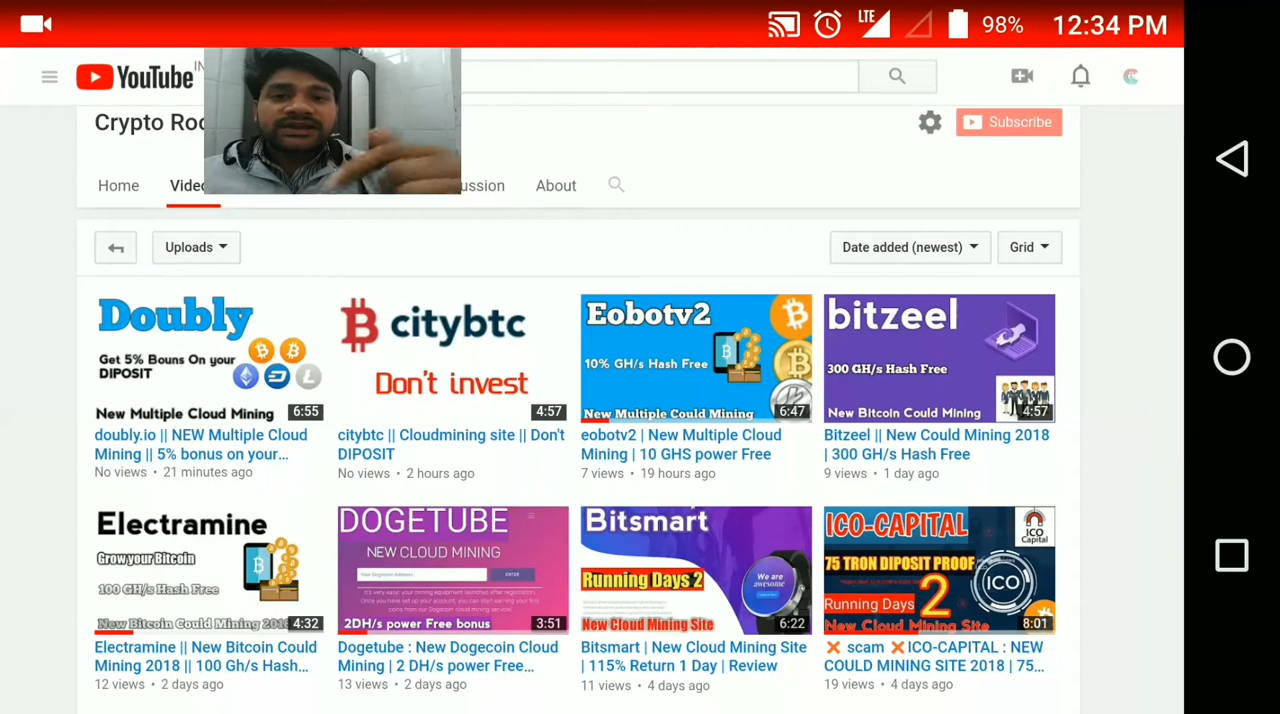 LTE 98% 12:34 PM
YouTube IN
Crypto Roc
Subscribe
Home Video ussion About
Uploads
Date added (newest) Grid
Doubly
Get 5% Bouns On your
DIPOSIT
New Multiple Cloud Mining 6:55
doubly.io || NEW Multiple Cloud
Mining || 5% bonus on your...
No views • 21 minutes ago
citybtc
Don't invest
4:57
citybtc || Cloudmining site || Don't
DIPOSIT
No views • 2 hours ago
Eobotv2
10% GH/s Hash Free
New Multiple Could Mining 6:47
eobotv2 | New Multiple Cloud
Mining | 10 GHS power Free
7 views • 19 hours ago
bitzeel
300 GH/s Hash Free
New Bitcoin Could Mining 4:57
Bitzeel || New Could Mining 2018
| 300 GH/s Hash Free
9 views • 1 day ago
Electramine
Grow your Bitcoin
100 GH/s Hash Free
New Bitcoin Could Mining 201 4:32
Electramine || New Bitcoin Could
Mining 2018 || 100 Gh/s Hash...
12 views • 2 days ago
DOGETUBE
NEW CLOUD MINING
Your Dogecoin Address ENTER
2DH/s power Free bonus 3:51
Dogetube : New Dogecoin Cloud
Mining | 2 DH/s power Free...
13 views • 2 days ago
Bitsmart
We are
awesome
Running Days 2
New Cloud Mining Site 6:22
Bitsmart | New Cloud Mining Site
| 115% Return 1 Day | Review
11 views • 4 days ago
ICO-CAPITAL
ICO
Capital
75 TRON DIPOSIT PROOF
ICO
Running Days 2
New Cloud Mining Site 8:01
❌ scam ❌ICO-CAPITAL : NEW
COULD MINING SITE 2018 | 75...
19 views • 4 days ago